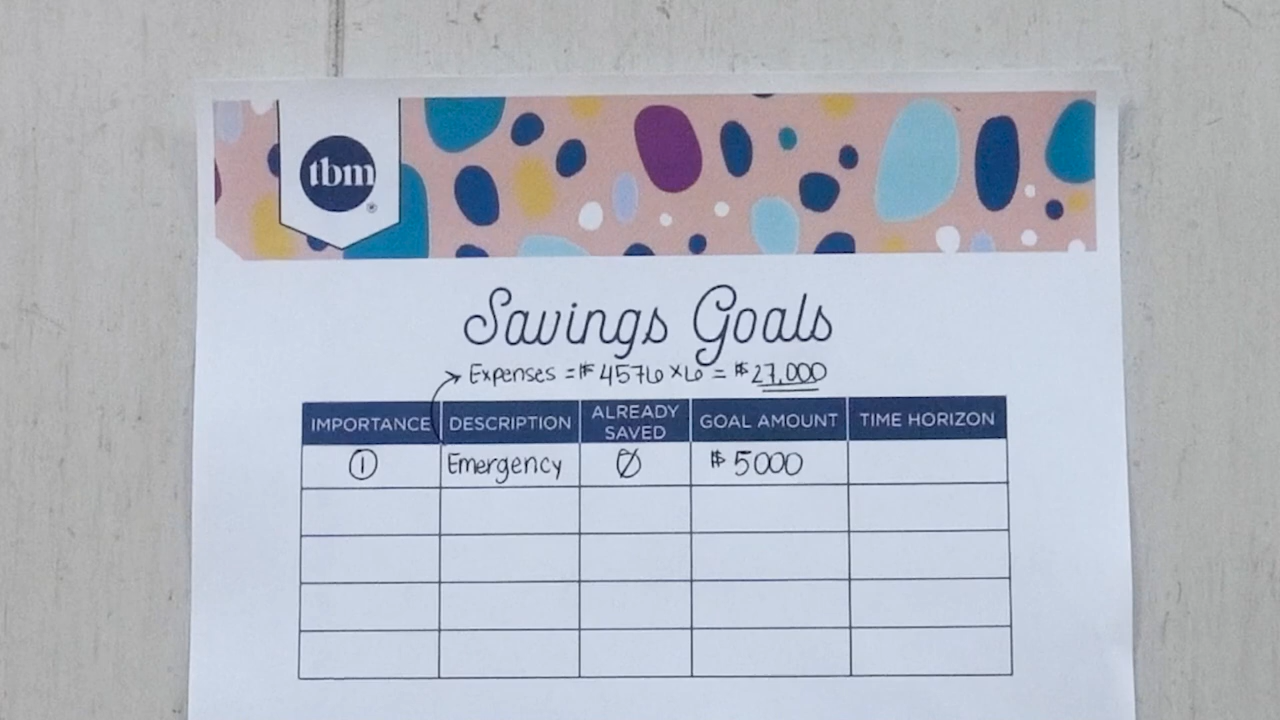 tbm
®
Savings Goals
Expenses = $4576 × 6 = $27,000
IMPORTANCE DESCRIPTION ALREADY SAVED GOAL AMOUNT TIME HORIZON
① Emergency Ø $5000